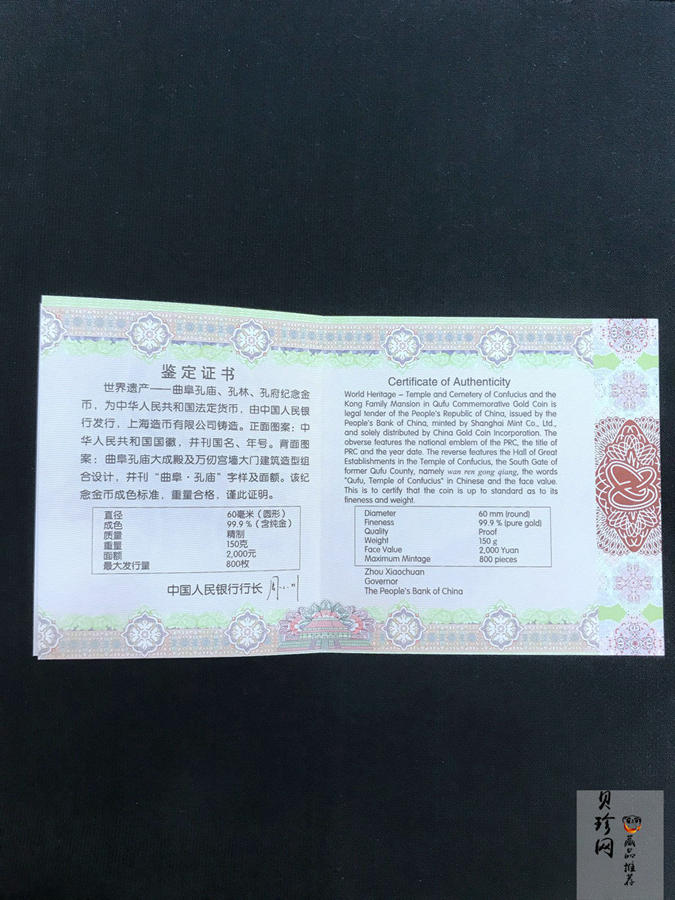 鉴定证书
世界遗产——曲阜孔庙、孔林、孔府纪念金
币，为中华人民共和国法定货币，由中国人民银
行发行，上海造币有限公司铸造。正面图案：中
华人民共和国国徽，并刊国名、年号。背面图
案：曲阜孔庙大成殿及万仞宫墙大门建筑造型组
合设计，并刊“曲阜·孔庙”字样及面额。该纪
念金币成色标准，重量合格，谨此证明。
直径 60毫米（圆形）
成色 99.9％（含纯金）
质量 精制
重量 150克
面额 2,000元
最大发行量 800枚
中国人民银行行长 周小川
Certificate of Authenticity
World Heritage – Temple and Cemetery of Confucius and the
Kong Family Mansion in Qufu Commemorative Gold Coin is
legal tender of the People's Republic of China, issued by the
People's Bank of China, minted by Shanghai Mint Co., Ltd.,
and solely distributed by China Gold Coin Incorporation. The
obverse features the national emblem of the PRC, the title of
PRC and the year date. The reverse features the Hall of Great
Establishments in the Temple of Confucius, the South Gate of
former Qufu County, namely wan ren gong qiang, the words
"Qufu, Temple of Confucius" in Chinese and the face value.
This is to certify that the coin is up to standard as to its
fineness and weight.
Diameter 60 mm (round)
Fineness 99.9 % (pure gold)
Quality Proof
Weight 150 g
Face Value 2,000 Yuan
Maximum Mintage 800 pieces
Zhou Xiaochuan
Governor
The People's Bank of China
贝珍网
藏品推荐